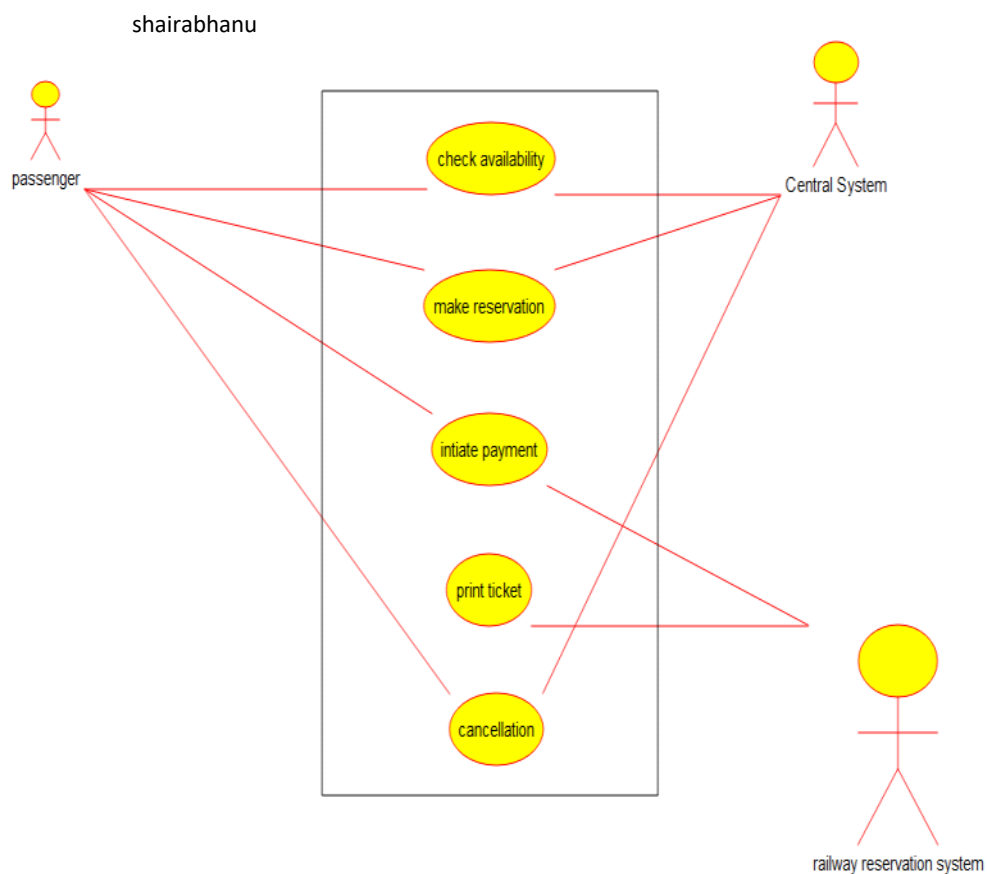 shairabhanu
passenger
Central System
check availability
make reservation
intiate payment
print ticket
cancellation
railway reservation system